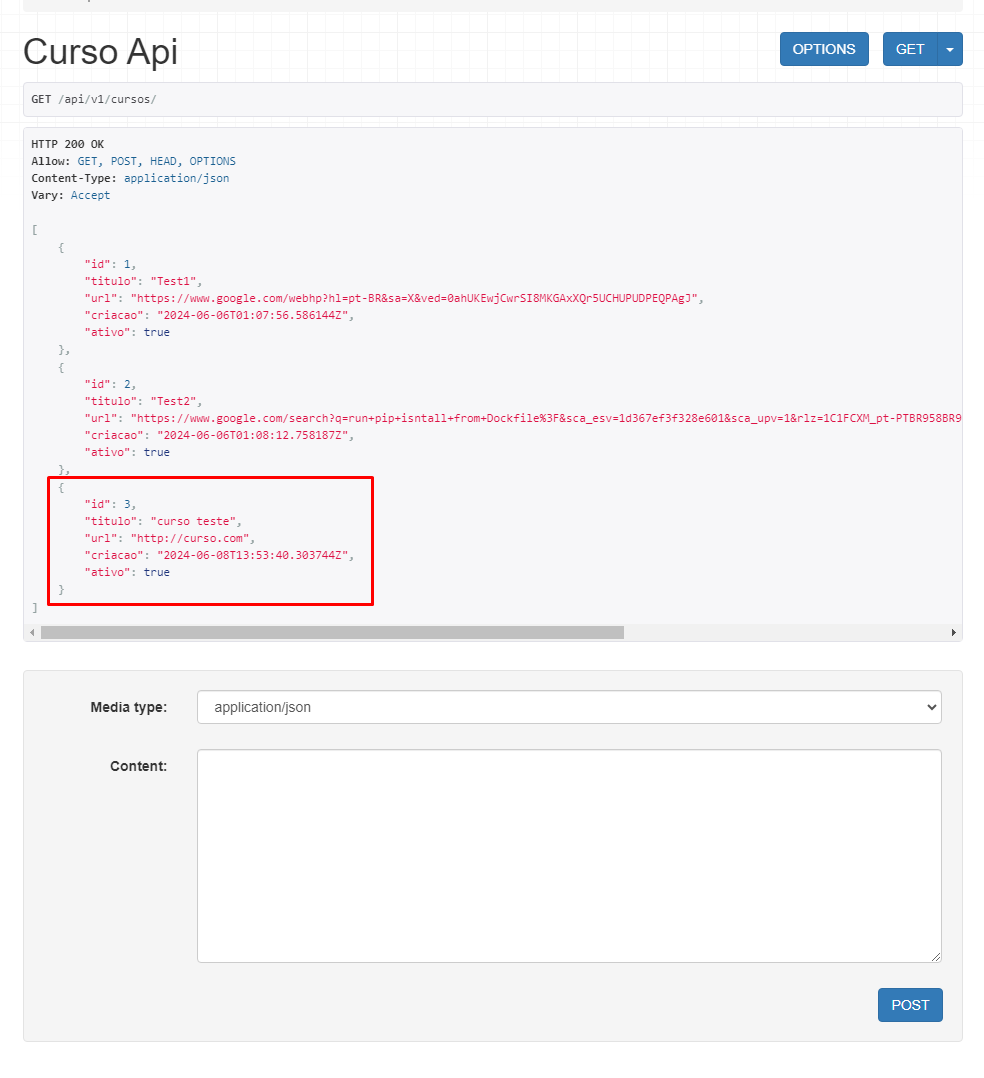 Curso Api
OPTIONS
GET
GET /api/v1/cursos/
HTTP 200 OK
Allow: GET, POST, HEAD, OPTIONS
Content-Type: application/json
Vary: Accept
[
{
"id": 1,
"titulo": "Test1",
"url": "https://www.google.com/webhp?hl=pt-BR&sa=X&ved=0ahUKEwjCwrSI8MKGAxXQr5UCHUPUDPEQPAgJ",
"criacao": "2024-06-06T01:07:56.586144Z",
"ativo": true
},
{
"id": 2,
"titulo": "Test2",
"url": "https://www.google.com/search?q=run+pip+isntall+from+Dockfile%3F&sca_esv=1d367ef3f328e601&sca_upv=1&rlz=1C1FCXM_pt-PTBR958BR9
"criacao": "2024-06-06T01:08:12.758187Z",
"ativo": true
},
{
"id": 3,
"titulo": "curso teste",
"url": "http://curso.com",
"criacao": "2024-06-08T13:53:40.303744Z",
"ativo": true
}
]
Media type:
application/json
Content:
POST